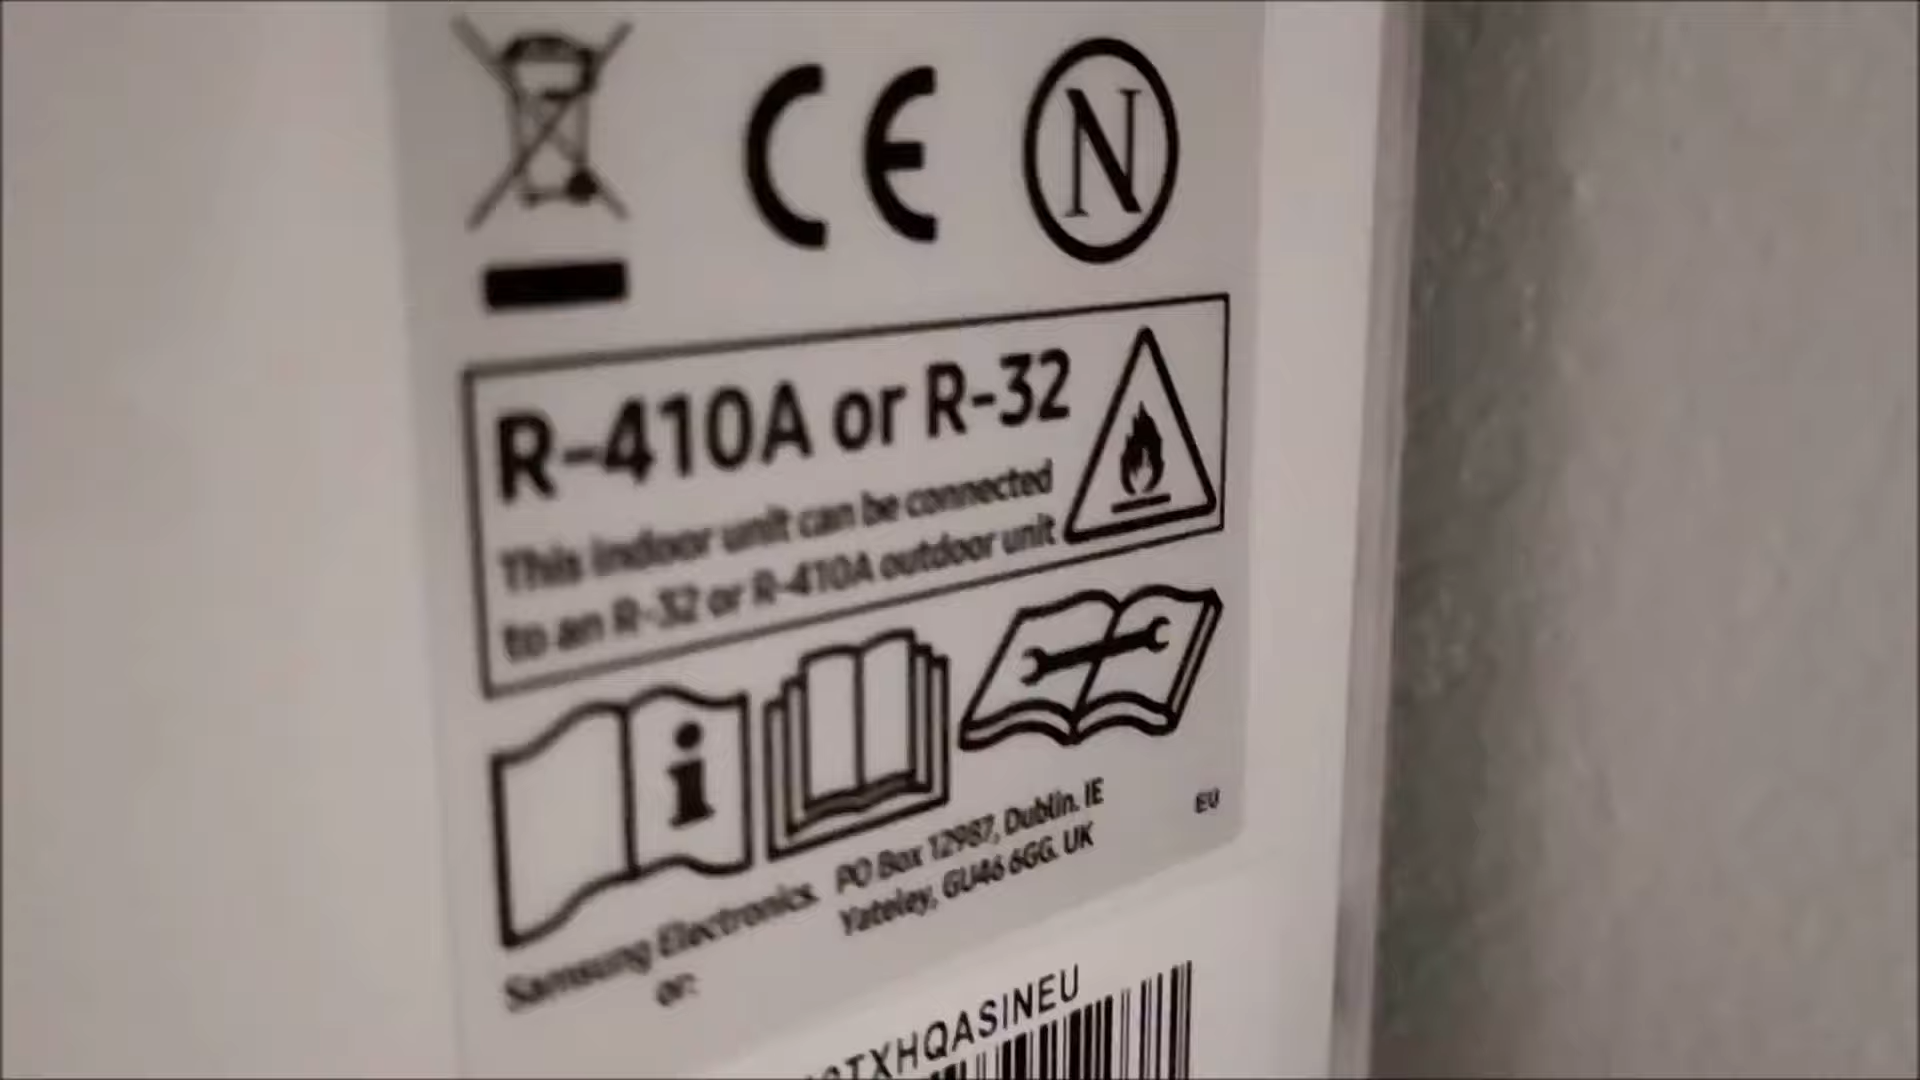 CE N
R-410A or R-32
This indoor unit can be connected
to an R-32 or R-410A outdoor unit
i
Samsung Electronics. PO Box 12987, Dublin. IE
or: Yateley, GU46 6GG. UK
EU
TXHQASINEU